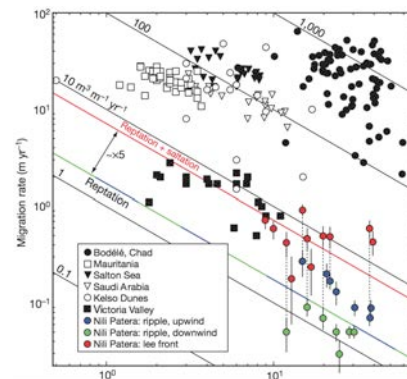 100
1,000
10² 
10 m³ m⁻¹ yr⁻¹
Reptation + saltation
10¹
~×5
Migration rate (m yr⁻¹)
1
Reptation
10⁰
0.1
Bodélé, Chad
Mauritania
Salton Sea
Saudi Arabia
Kelso Dunes
Victoria Valley
Nili Patera: ripple, upwind
Nili Patera: ripple, downwind
Nili Patera: lee front
10⁻¹
10⁰
10¹